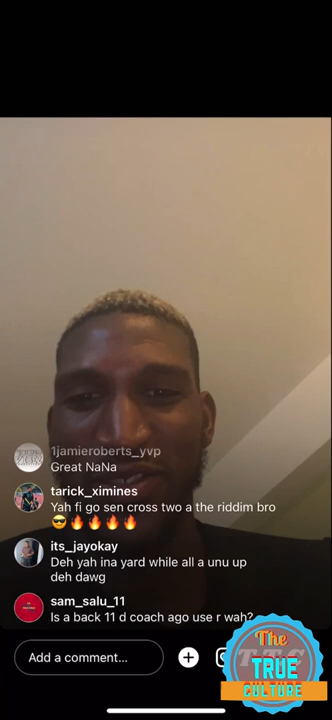 1jamieroberts_yvp
Great NaNa
tarick_ximines
Yah fi go sen cross two a the riddim bro
😎🔥🔥🔥🔥
its_jayokay
Deh yah ina yard while all a unu up
deh dawg
sam_salu_11
Is a back 11 d coach ago use r wah?
Add a comment...
The
T.T.C
TRUE
CULTURE